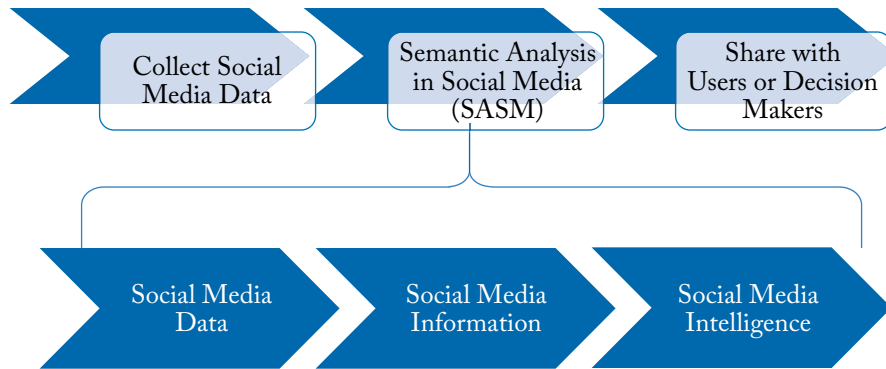 Collect Social
Media Data
Semantic Analysis
in Social Media
(SASM)
Share with
Users or Decision
Makers
Social Media
Data
Social Media
Information
Social Media
Intelligence